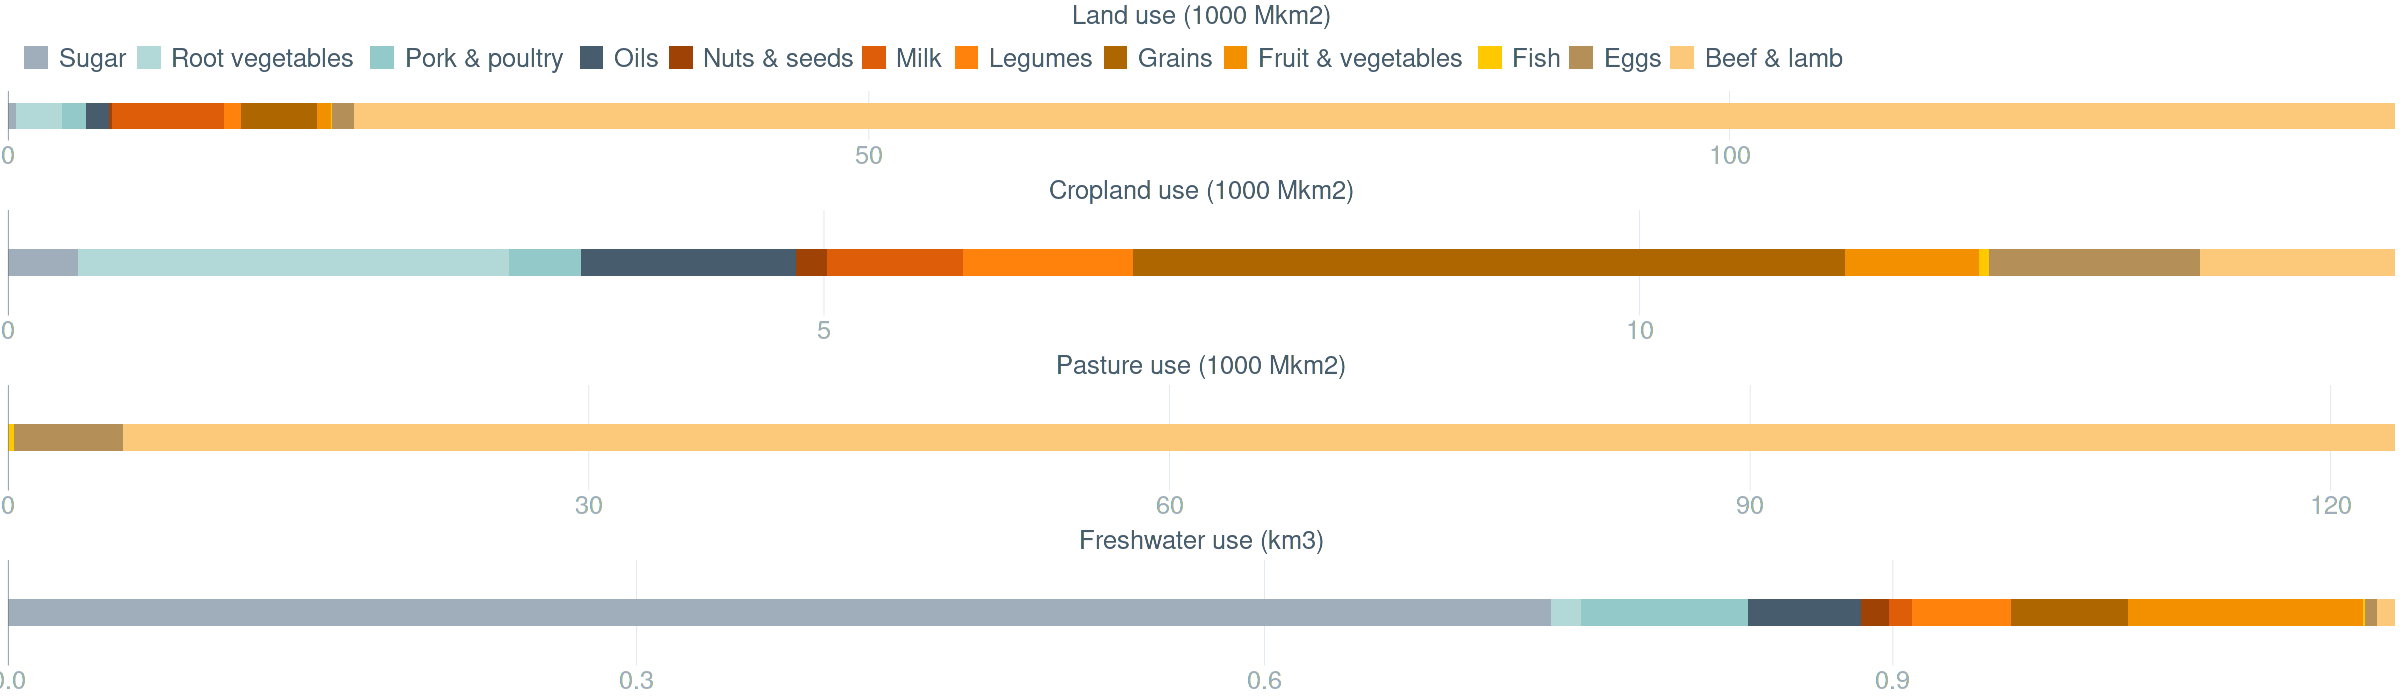 Land use (1000 Mkm2)
Sugar Root vegetables Pork & poultry Oils Nuts & seeds Milk Legumes Grains Fruit & vegetables Fish Eggs Beef & lamb
0 50 100
Cropland use (1000 Mkm2)
0 5 10
Pasture use (1000 Mkm2)
0 30 60 90 120
Freshwater use (km3)
0.0 0.3 0.6 0.9